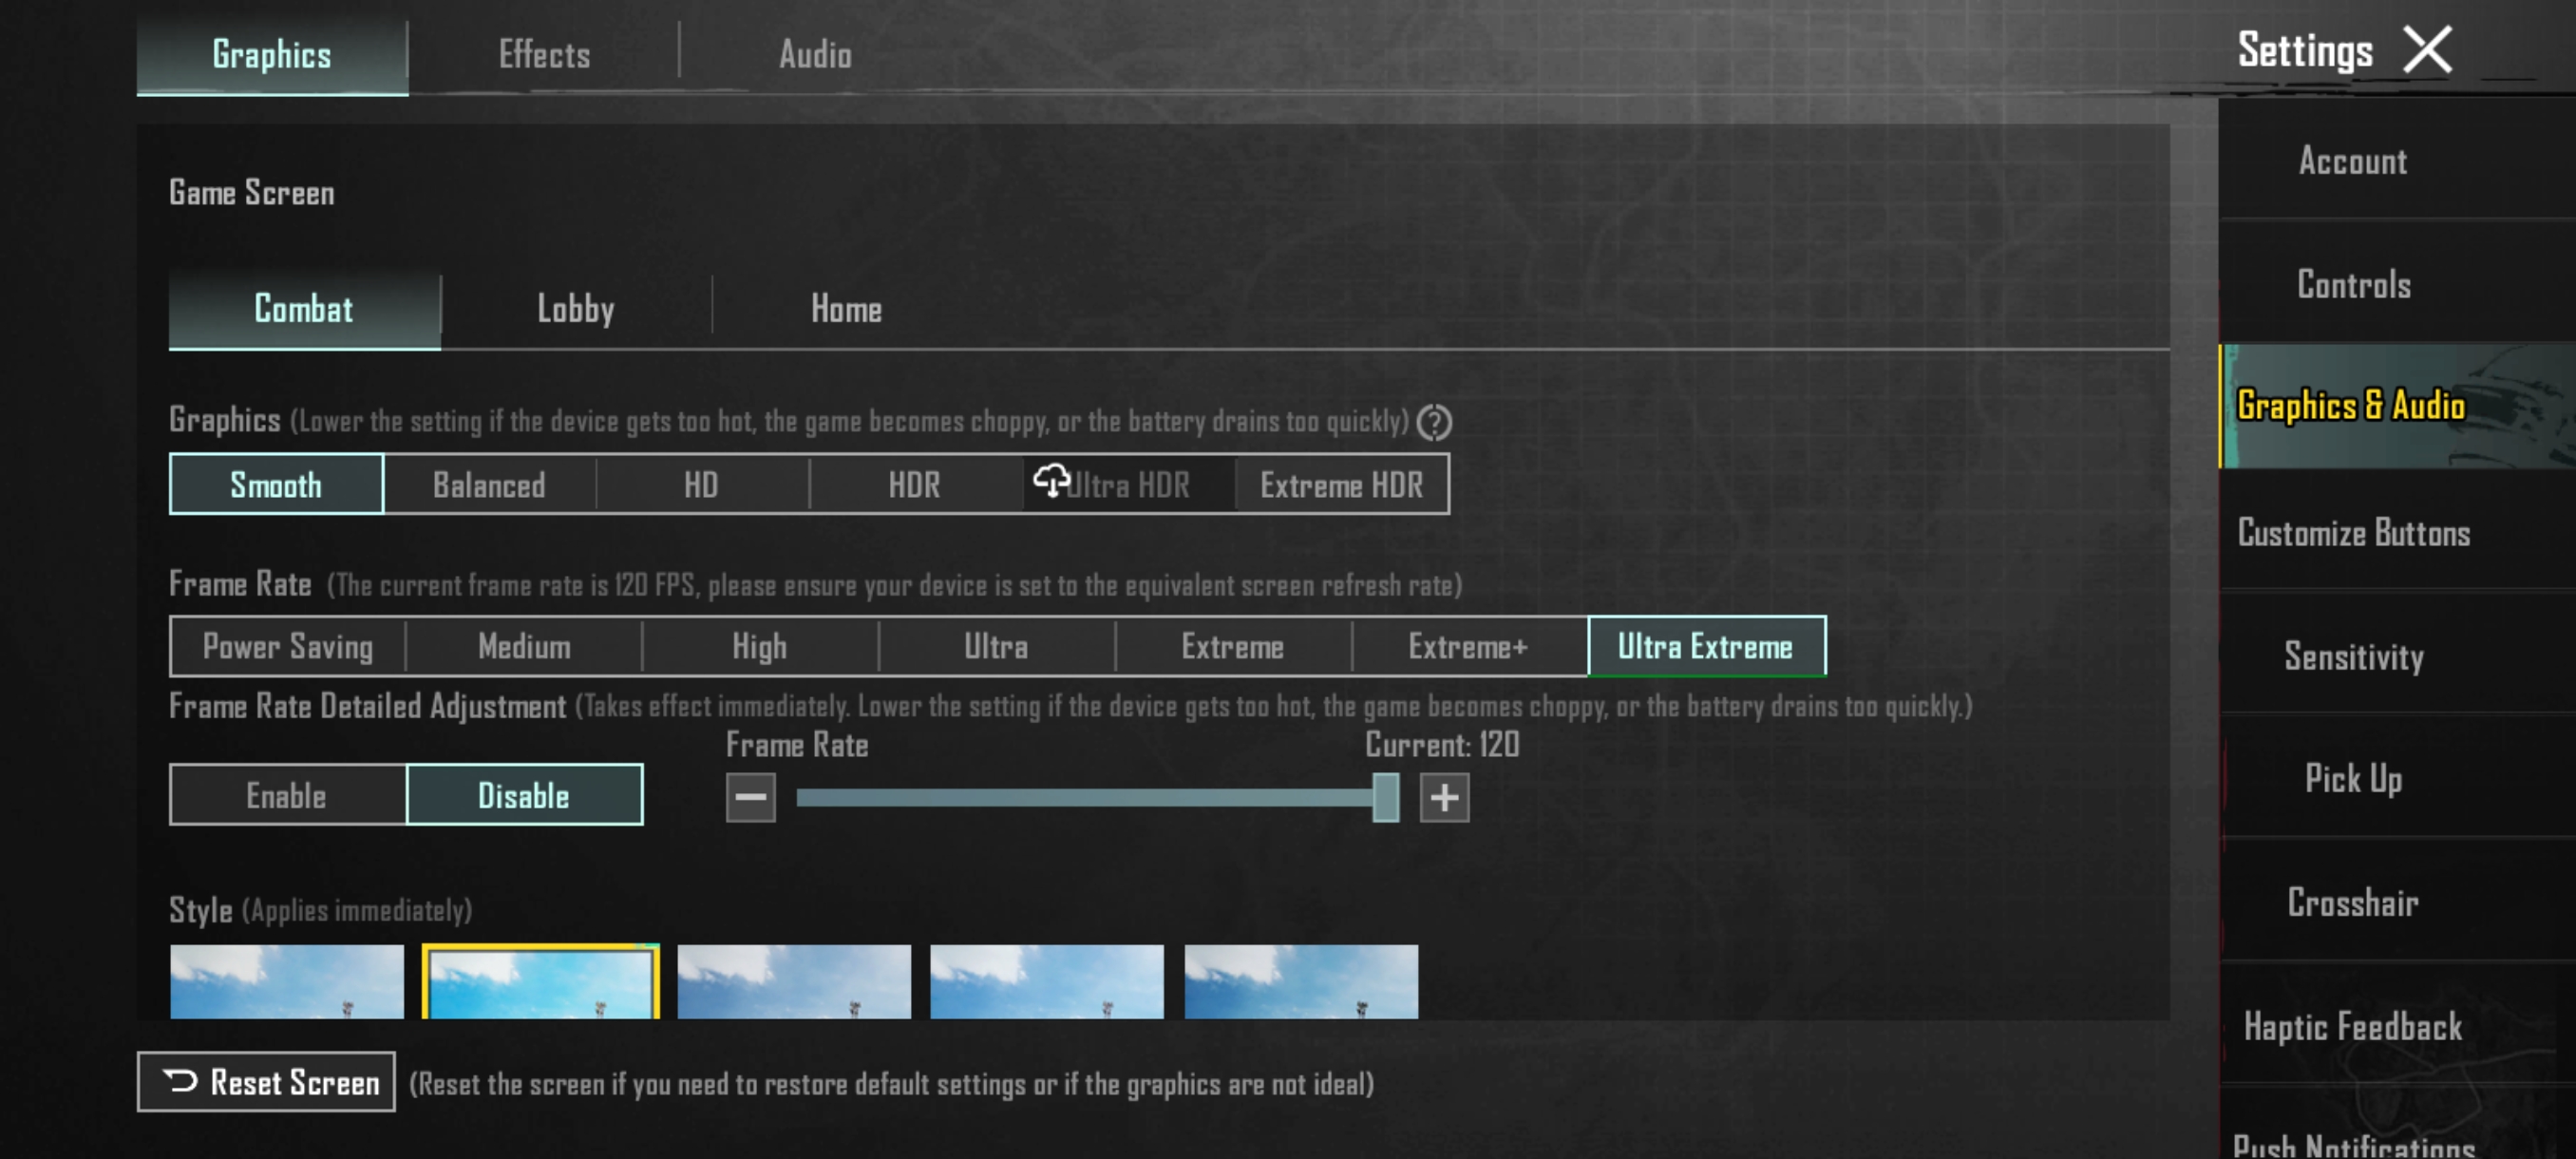 Graphics
Effects
Audio
Settings
Game Screen
Combat
Lobby
Home
Graphics (Lower the setting if the device gets too hot, the game becomes choppy, or the battery drains too quickly) ?
Smooth
Balanced
HD
HDR
Ultra HDR
Extreme HDR
Frame Rate (The current frame rate is 120 FPS, please ensure your device is set to the equivalent screen refresh rate)
Power Saving
Medium
High
Ultra
Extreme
Extreme+
Ultra Extreme
Frame Rate Detailed Adjustment (Takes effect immediately. Lower the setting if the device gets too hot, the game becomes choppy, or the battery drains too quickly.)
Frame Rate
Current: 120
Enable
Disable
Style (Applies immediately)
Reset Screen (Reset the screen if you need to restore default settings or if the graphics are not ideal)
Account
Controls
Graphics & Audio
Customize Buttons
Sensitivity
Pick Up
Crosshair
Haptic Feedback
Push Notifications